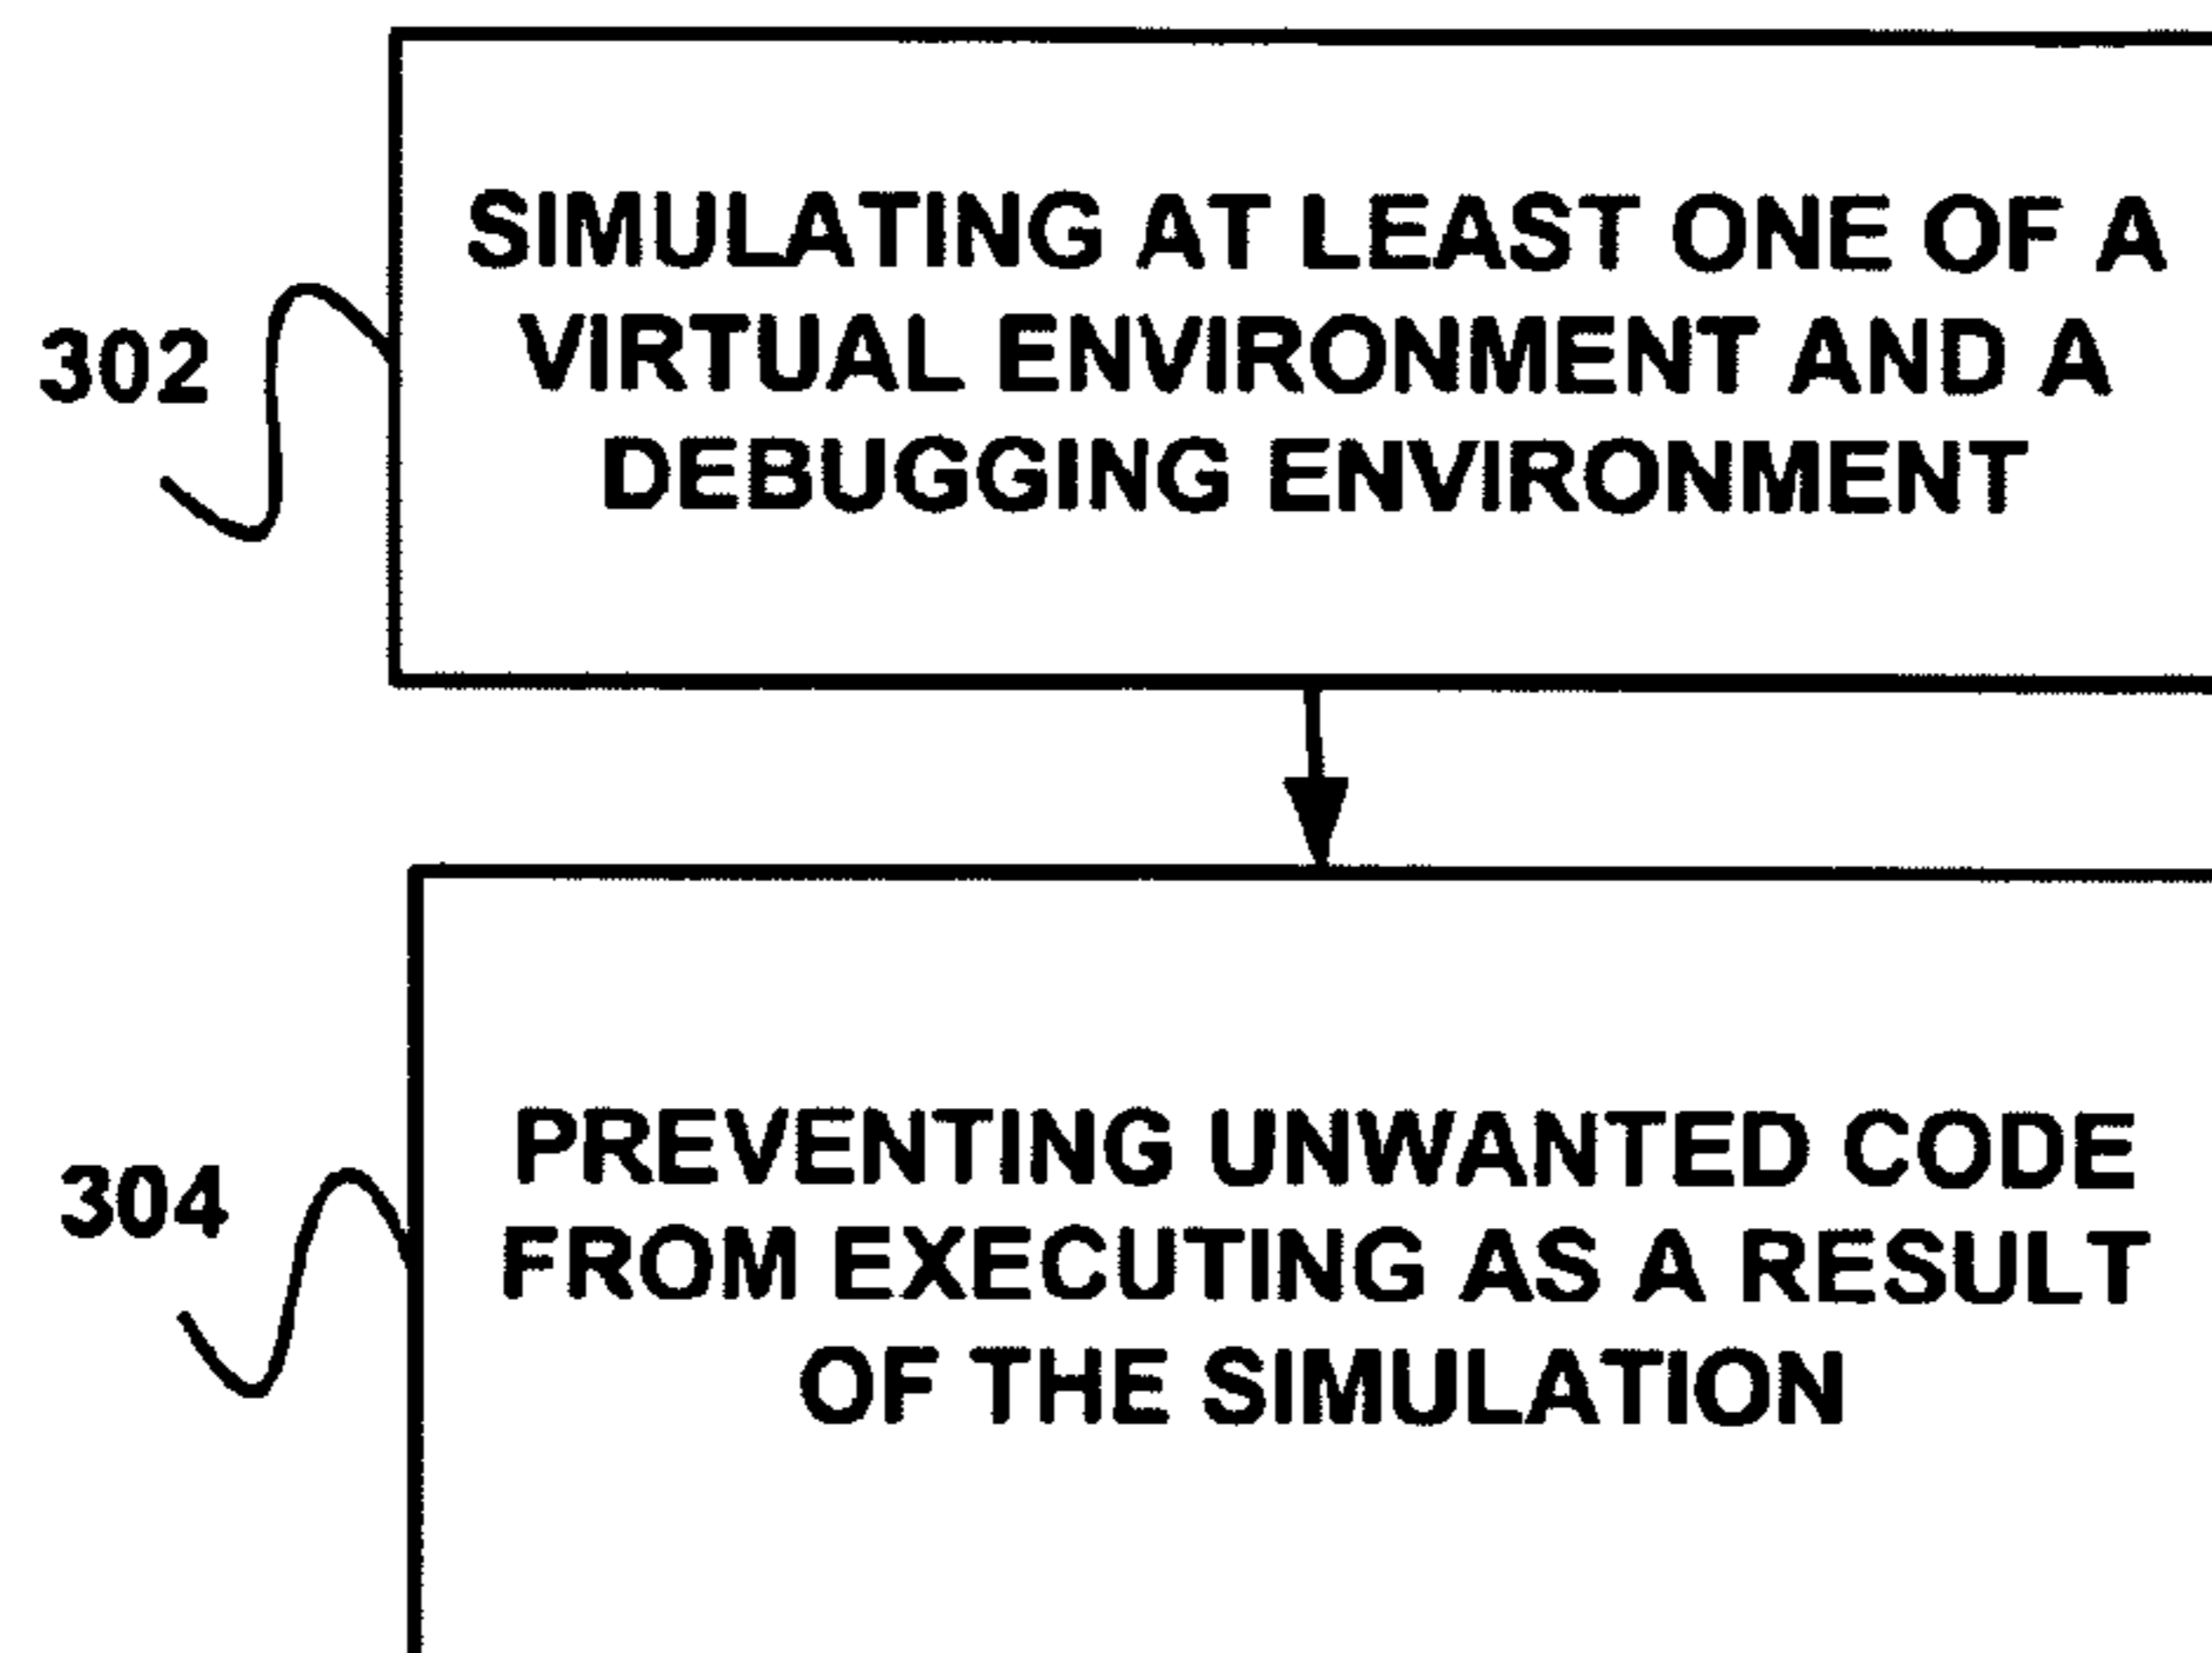 SIMULATING AT LEAST ONE OF A
VIRTUAL ENVIRONMENT AND A
DEBUGGING ENVIRONMENT
302
PREVENTING UNWANTED CODE
FROM EXECUTING AS A RESULT
OF THE SIMULATION
304